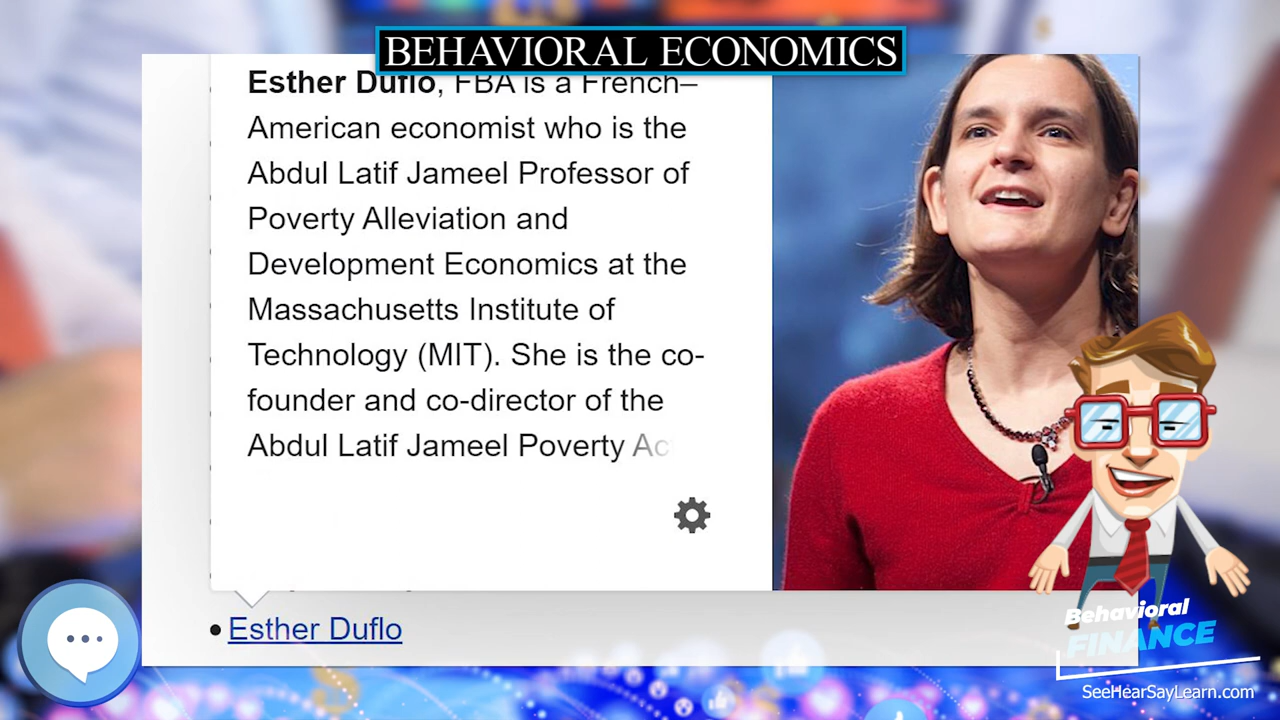 BEHAVIORAL ECONOMICS
Esther Duflo, FBA is a French–
American economist who is the
Abdul Latif Jameel Professor of
Poverty Alleviation and
Development Economics at the
Massachusetts Institute of
Technology (MIT). She is the co-
founder and co-director of the
Abdul Latif Jameel Poverty Ac
Esther Duflo
Behavioral
FINANCE
SeeHearSayLearn.com